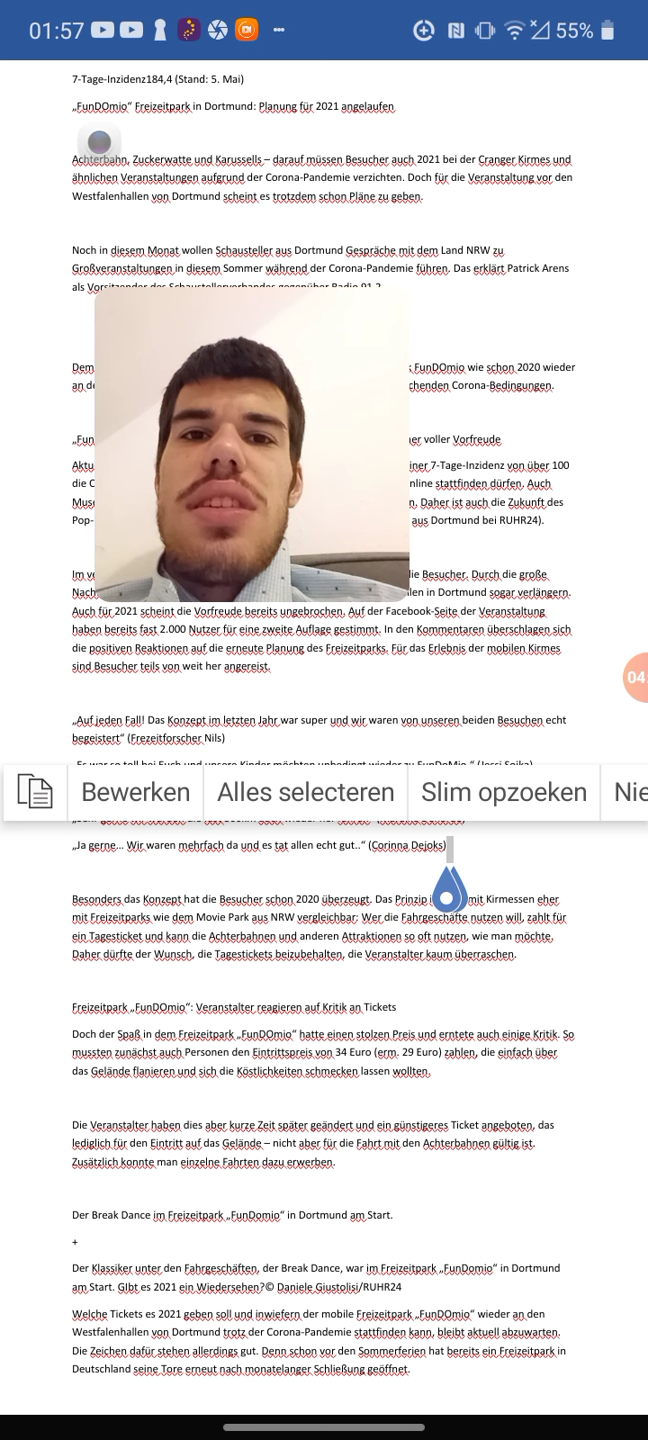 01:57
55%
7-Tage-Inzidenz184,4 (Stand: 5. Mai)
„FunDOmio“ Freizeitpark in Dortmund: Planung für 2021 angelaufen
Achterbahn, Zuckerwatte und Karussells – darauf müssen Besucher auch 2021 bei der Cranger Kirmes und
ähnlichen Veranstaltungen aufgrund der Corona-Pandemie verzichten. Doch für die Veranstaltung vor den
Westfalenhallen von Dortmund scheint es trotzdem schon Pläne zu geben.
Noch in diesem Monat wollen Schausteller aus Dortmund Gespräche mit dem Land NRW zu
Großveranstaltungen in diesem Sommer während der Corona-Pandemie führen. Das erklärt Patrick Arens
als Vorsitzender des Schaustellerverbandes gegenüber Radio 91.2
FunDOmio wie schon 2020 wieder
an Corona-Bedingungen.
voller Vorfreude
einer 7-Tage-Inzidenz von über 100
die stattfinden dürfen. Auch
Daher ist auch die Zukunft des
Pop- aus Dortmund bei RUHR24).
Im die Besucher. Durch die große
in Dortmund sogar verlängern.
Auch für 2021 scheint die Vorfreude bereits ungebrochen. Auf der Facebook-Seite der Veranstaltung
haben bereits fast 2.000 Nutzer für eine zweite Auflage gestimmt. In den Kommentaren überschlagen sich
die positiven Reaktionen auf die erneute Planung des Freizeitparks. Für das Erlebnis der mobilen Kirmes
sind Besucher teils von weit her angereist.
04:
„Auf jeden Fall! Das Konzept im letzten Jahr war super und wir waren von unseren beiden Besuchen echt
begeistert“ (Frezeitforscher Nils)
Bewerken Alles selecteren Slim opzoeken Nie
„Ja gerne... Wir waren mehrfach da und es tat allen echt gut..“ (Corinna Dejoks)
Besonders das Konzept hat die Besucher schon 2020 überzeugt. Das Prinzip mit Kirmessen eher
mit Freizeitparks wie dem Movie Park aus NRW vergleichbar: Wer die Fahrgeschäfte nutzen will, zahlt für
ein Tagesticket und kann die Achterbahnen und anderen Attraktionen so oft nutzen, wie man möchte.
Daher dürfte der Wunsch, die Tagestickets beizubehalten, die Veranstalter kaum überraschen.
Freizeitpark „FunDOmio“: Veranstalter reagieren auf Kritik an Tickets
Doch der Spaß in dem Freizeitpark „FunDOmio“ hatte einen stolzen Preis und erntete auch einige Kritik. So
mussten zunächst auch Personen den Eintrittspreis von 34 Euro (erm. 29 Euro) zahlen, die einfach über
das Gelände flanieren und sich die Köstlichkeiten schmecken lassen wollten.
Die Veranstalter haben dies aber kurze Zeit später geändert und ein günstigeres Ticket angeboten, das
lediglich für den Eintritt auf das Gelände – nicht aber für die Fahrt mit den Achterbahnen gültig ist.
Zusätzlich konnte man einzelne Fahrten dazu erwerben.
Der Break Dance im Freizeitpark „FunDomio“ in Dortmund am Start.
+
Der Klassiker unter den Fahrgeschäften, der Break Dance, war im Freizeitpark „FunDomio“ in Dortmund
am Start. GIbt es 2021 ein Wiedersehen?© Daniele Giustolisi/RUHR24
Welche Tickets es 2021 geben soll und inwiefern der mobile Freizeitpark „FunDOmio“ wieder an den
Westfalenhallen von Dortmund trotz der Corona-Pandemie stattfinden kann, bleibt aktuell abzuwarten.
Die Zeichen dafür stehen allerdings gut. Denn schon vor den Sommerferien hat bereits ein Freizeitpark in
Deutschland seine Tore erneut nach monatelanger Schließung geöffnet.